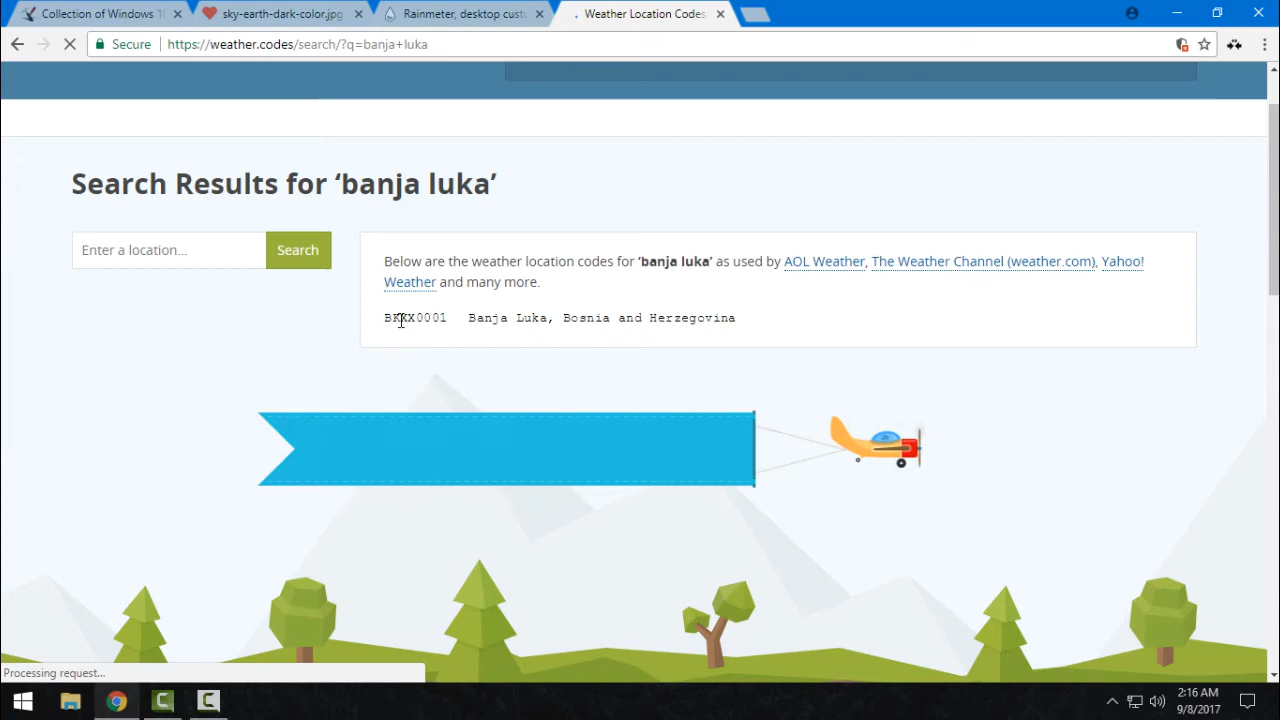 Collection of Windows 1
sky-earth-dark-color.jpg
Rainmeter, desktop cust
Weather Location Codes
Secure
https://weather.codes/search/?q=banja+luka
Search Results for ‘banja luka’
Enter a location...
Search
Below are the weather location codes for ‘banja luka’ as used by AOL Weather, The Weather Channel (weather.com), Yahoo!
Weather and many more.
BKXX0001 Banja Luka, Bosnia and Herzegovina
Processing request...
2:16 AM
9/8/2017